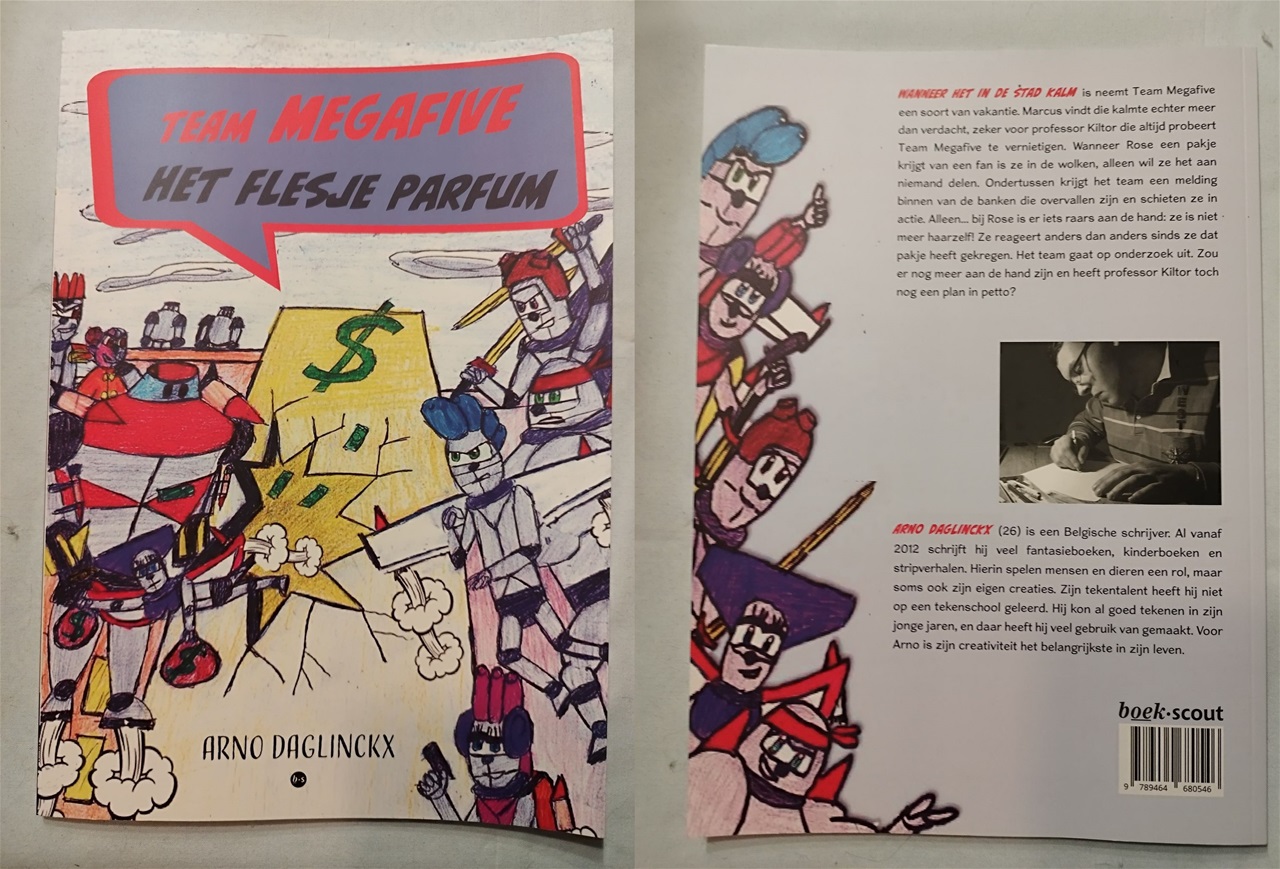 TEAM MEGAFIVE
HET FLESJE PARFUM
$
ARNO DAGLINCKX
b·s
WANNEER HET IN DE STAD KALM is neemt Team Megafive
een soort van vakantie. Marcus vindt die kalmte echter meer
dan verdacht, zeker voor professor Kiltor die altijd probeert
Team Megafive te vernietigen. Wanneer Rose een pakje
krijgt van een fan is ze in de wolken, alleen wil ze het aan
niemand delen. Ondertussen krijgt het team een melding
binnen van de banken die overvallen zijn en schieten ze in
actie. Alleen... bij Rose is er iets raars aan de hand: ze is niet
meer haarzelf! Ze reageert anders dan anders sinds ze dat
pakje heeft gekregen. Het team gaat op onderzoek uit. Zou
er nog meer aan de hand zijn en heeft professor Kiltor toch
nog een plan in petto?
ARNO DAGLINCKX (26) is een Belgische schrijver. Al vanaf
2012 schrijft hij veel fantasieboeken, kinderboeken en
stripverhalen. Hierin spelen mensen en dieren een rol, maar
soms ook zijn eigen creaties. Zijn tekentalent heeft hij niet
op een tekenschool geleerd. Hij kon al goed tekenen in zijn
jonge jaren, en daar heeft hij veel gebruik van gemaakt. Voor
Arno is zijn creativiteit het belangrijkste in zijn leven.
boek·scout
9 789464 680546